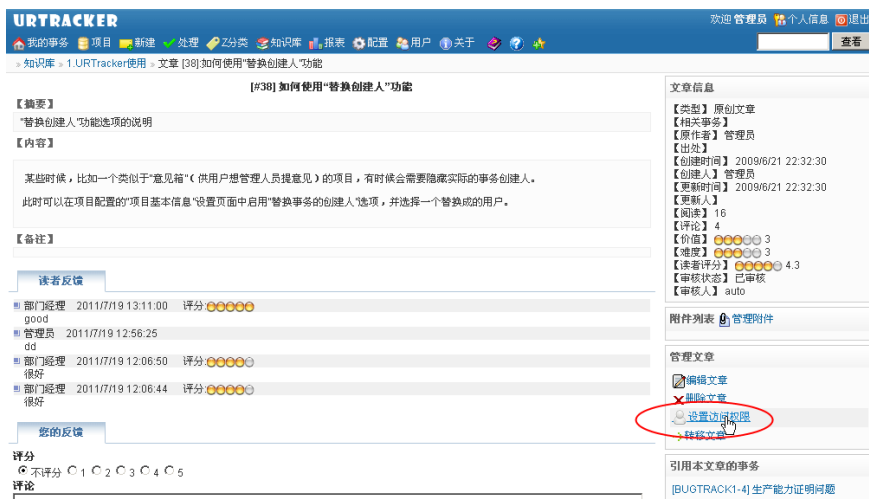 URTRACKER
欢迎 管理员 个人信息 退出
我的事务 项目 新建 处理 Z分类 知识库 报表 配置 用户 关于 查看
» 知识库 » 1.URTracker使用 » 文章 [38]:如何使用"替换创建人"功能
[#38] 如何使用“替换创建人”功能
【摘要】
"替换创建人"功能选项的说明
【内容】
某些时候，比如一个类似于"意见箱"( 供用户想管理人员提意见 ) 的项目，有时候会需要隐藏实际的事务创建人。
此时可以在项目配置的"项目基本信息"设置页面中启用"替换事务的创建人"选项，并选择一个替换成的用户。
【备注】
读者反馈
部门经理 2011/7/19 13:11:00 评分:
good
管理员 2011/7/19 12:56:25
dd
部门经理 2011/7/19 12:06:50 评分:
很好
部门经理 2011/7/19 12:06:44 评分:
很好
您的反馈
评分
不评分 1 2 3 4 5
评论
文章信息
【类型】 原创文章
【相关事务】
【原作者】 管理员
【出处】
【创建时间】 2009/6/21 22:32:30
【创建人】 管理员
【更新时间】 2009/6/21 22:32:30
【更新人】
【阅读】 16
【评论】 4
【价值】 3
【难度】 3
【读者评分】 4.3
【审核状态】 已审核
【审核人】 auto
附件列表 管理附件
管理文章
编辑文章
删除文章
设置访问权限
转移文章
引用本文章的事务
[BUGTRACK1-4] 生产能力证明问题